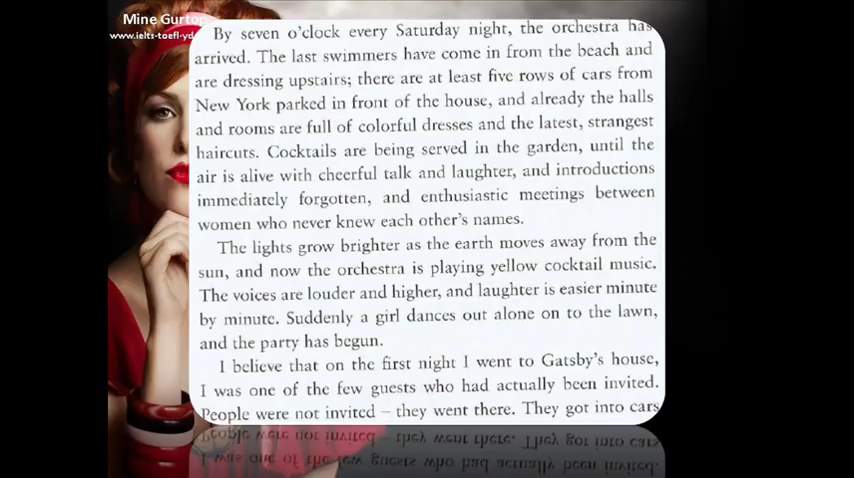 Mine Gurtop
www.ielts-toefl-yd
By seven o'clock every Saturday night, the orchestra has
arrived. The last swimmers have come in from the beach and
are dressing upstairs; there are at least five rows of cars from
New York parked in front of the house, and already the halls
and rooms are full of colorful dresses and the latest, strangest
haircuts. Cocktails are being served in the garden, until the
air is alive with cheerful talk and laughter, and introductions
immediately forgotten, and enthusiastic meetings between
women who never knew each other's names.
The lights grow brighter as the earth moves away from the
sun, and now the orchestra is playing yellow cocktail music.
The voices are louder and higher, and laughter is easier minute
by minute. Suddenly a girl dances out alone on to the lawn,
and the party has begun.
I believe that on the first night I went to Gatsby's house,
I was one of the few guests who had actually been invited.
People were not invited – they went there. They got into cars